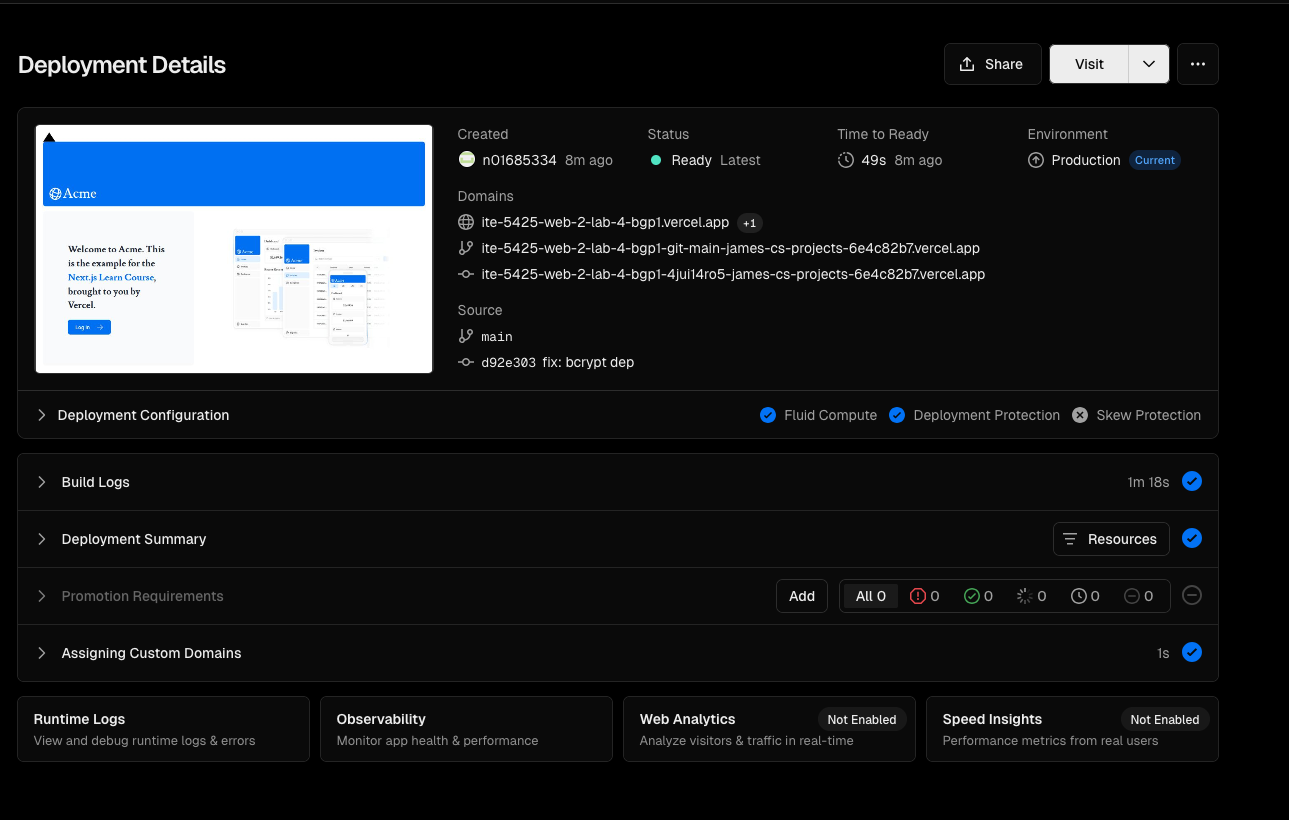 Deployment Details
Share
Visit
Acme
Welcome to Acme. This
is the example for the
Next.js Learn Course,
brought to you by
Vercel.
Log in
Created
n01685334 8m ago
Status
Ready Latest
Time to Ready
49s 8m ago
Environment
Production Current
Domains
ite-5425-web-2-lab-4-bgp1.vercel.app +1
ite-5425-web-2-lab-4-bgp1-git-main-james-cs-projects-6e4c82b7.vercel.app
ite-5425-web-2-lab-4-bgp1-4jui14ro5-james-cs-projects-6e4c82b7.vercel.app
Source
main
d92e303 fix: bcrypt dep
Deployment Configuration
Fluid Compute
Deployment Protection
Skew Protection
Build Logs
1m 18s
Deployment Summary
Resources
Promotion Requirements
Add
All 0
0
0
0
0
0
Assigning Custom Domains
1s
Runtime Logs
View and debug runtime logs & errors
Observability
Monitor app health & performance
Web Analytics
Not Enabled
Analyze visitors & traffic in real-time
Speed Insights
Not Enabled
Performance metrics from real users